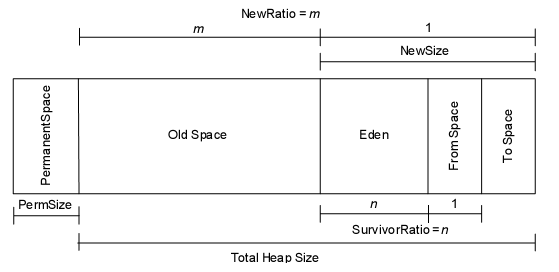 NewRatio = m
m
1
NewSize
PermanentSpace
Old Space
Eden
From Space
To Space
PermSize
n
1
SurvivorRatio = n
Total Heap Size